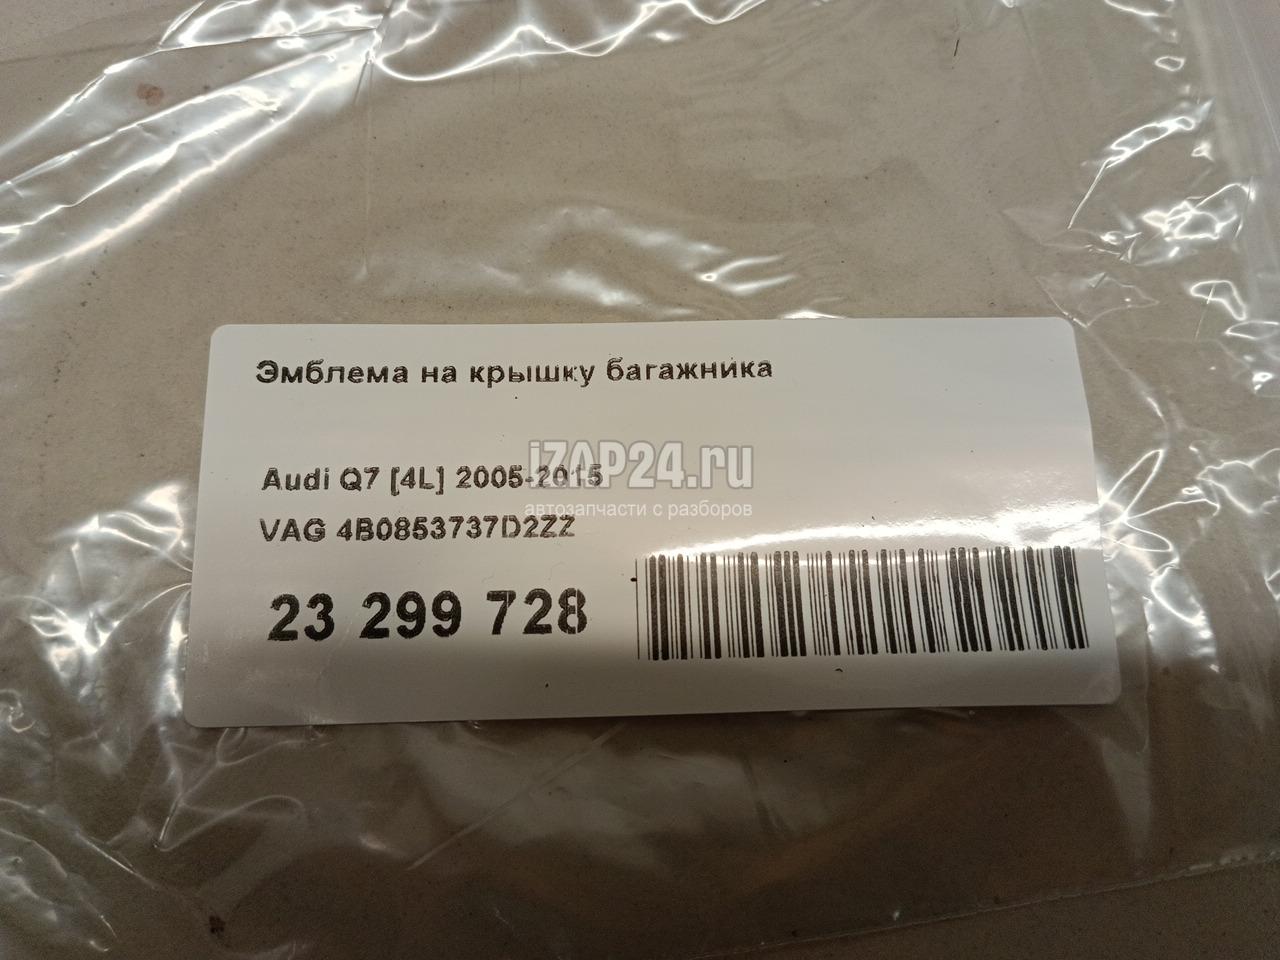 Эмблема на крышку багажника
iZAP24.ru
Audi Q7 [4L] 2005-2015
автозапчасти с разборов
VAG 4B0853737D2ZZ
23 299 728